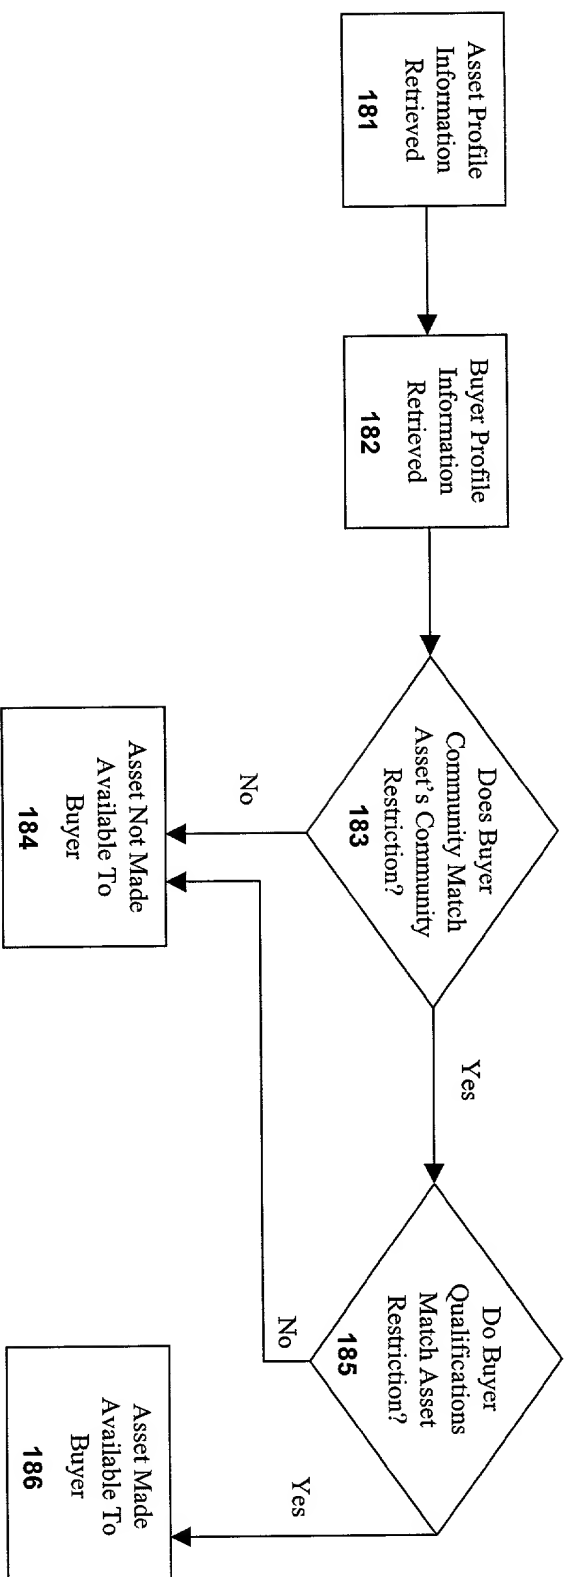 Asset Profile
Information
Retrieved
181
Buyer Profile
Information
Retrieved
182
Does Buyer
Community Match
Asset's Community
Restriction?
183
No
Yes
Asset Not Made
Available To
Buyer
184
Do Buyer
Qualifications
Match Asset
Restriction?
185
No
Yes
Asset Made
Available To
Buyer
186